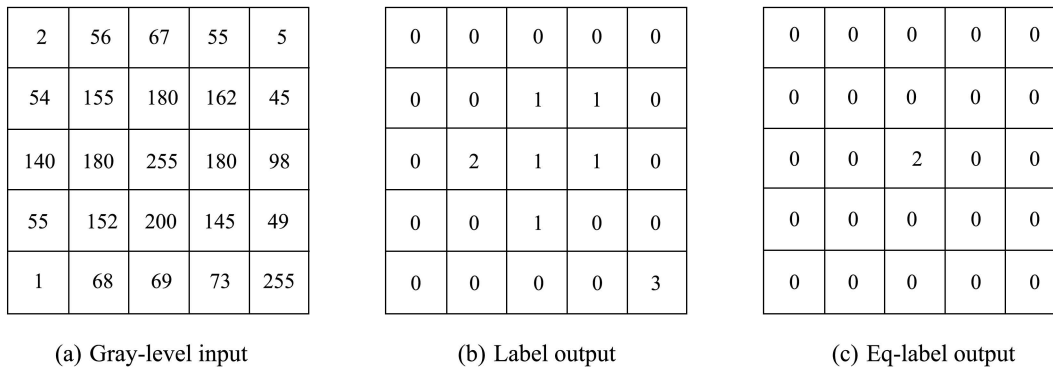 2 56 67 55 5 0 0 0 0 0 0 0 0 0 0
54 155 180 162 45 0 0 1 1 0 0 0 0 0 0
140 180 255 180 98 0 2 1 1 0 0 0 2 0 0
55 152 200 145 49 0 0 1 0 0 0 0 0 0 0
1 68 69 73 255 0 0 0 0 3 0 0 0 0 0
(a) Gray-level input (b) Label output (c) Eq-label output